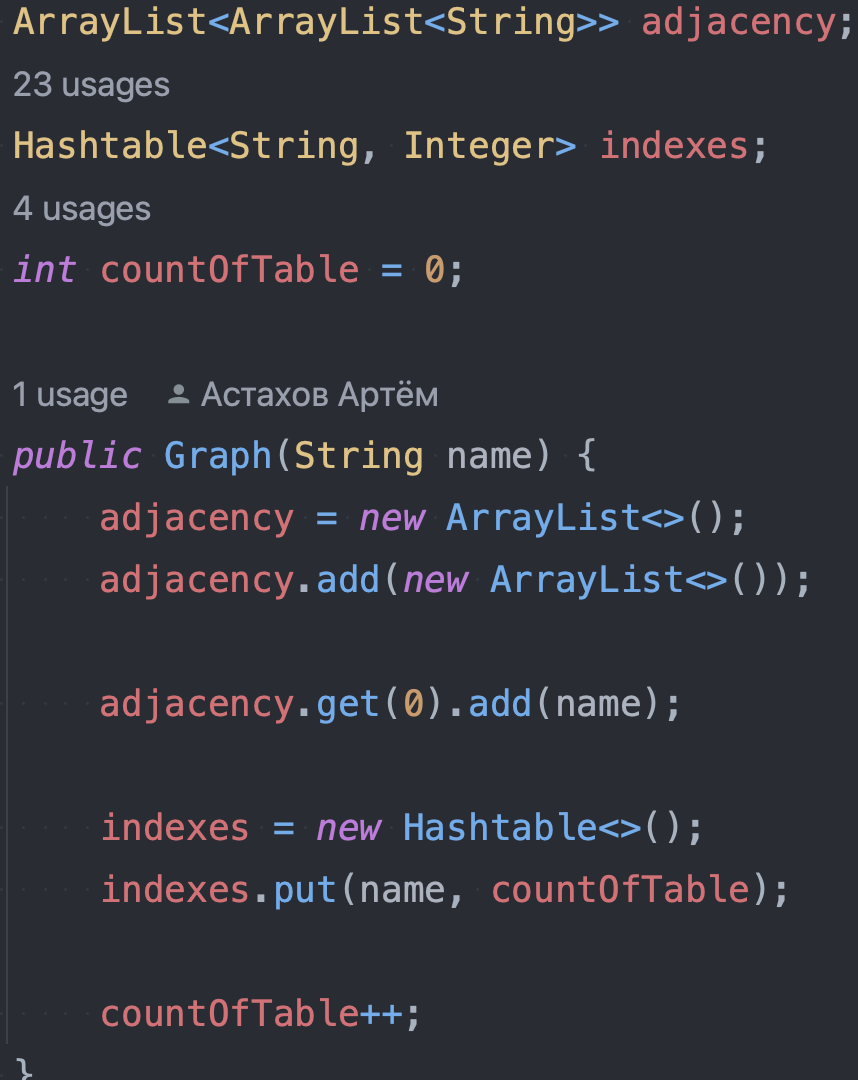 ArrayList<ArrayList<String>> adjacency;
23 usages
Hashtable<String, Integer> indexes;
4 usages
int countOfTable = 0;
1 usage Астахов Артём
public Graph(String name) {
adjacency = new ArrayList<>();
adjacency.add(new ArrayList<>());
adjacency.get(0).add(name);
indexes = new Hashtable<>();
indexes.put(name, countOfTable);
countOfTable++;
}